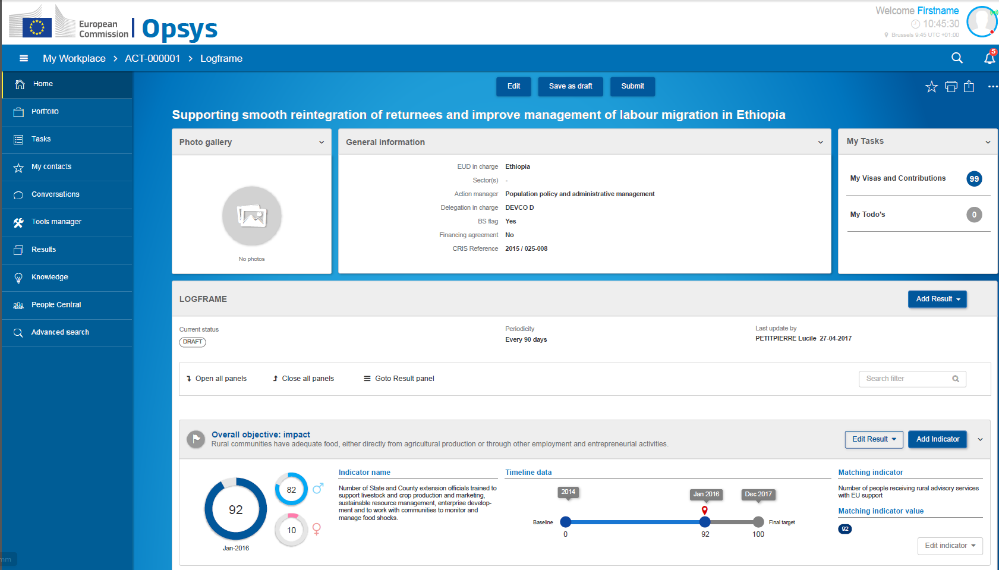 European
Commission
Opsys
Welcome Firstname
10:45:30
Brussels 9:45 UTC +01:00
My Workplace > ACT-000001 > Logframe
5
Home
Portfolio
Tasks
My contacts
Conversations
Tools manager
Results
Knowledge
People Central
Advanced search
Edit
Save as draft
Submit
Supporting smooth reintegration of returnees and improve management of labour migration in Ethiopia
Photo gallery
No photos
General information
EUD in charge Ethiopia
Sector(s) -
Action manager Population policy and administrative management
Delegation in charge DEVCO D
BS flag Yes
Financing agreement No
CRIS Reference 2015 / 025-008
My Tasks
My Visas and Contributions 99
My Todo's 0
LOGFRAME
Add Result
Current status
DRAFT
Periodicity
Every 90 days
Last update by
PETITPIERRE Lucile 27-04-2017
Open all panels
Close all panels
Goto Result panel
Search filter
Overall objective: impact
Rural communities have adequate food, either directly from agricultural production or through other employment and entrepreneurial activities.
Edit Result
Add Indicator
92
Jan-2016
82
10
Indicator name
Number of State and County extension officials trained to
support livestock and crop production and marketing,
sustainable resource management, enterprise develop-
ment and to work with communities to monitor and
manage food shocks.
Timeline data
2014
Jan 2016
Dec 2017
Baseline
Final target
0
92
100
Matching indicator
Number of people receiving rural advisory services
with EU support
Matching indicator value
92
Edit indicator